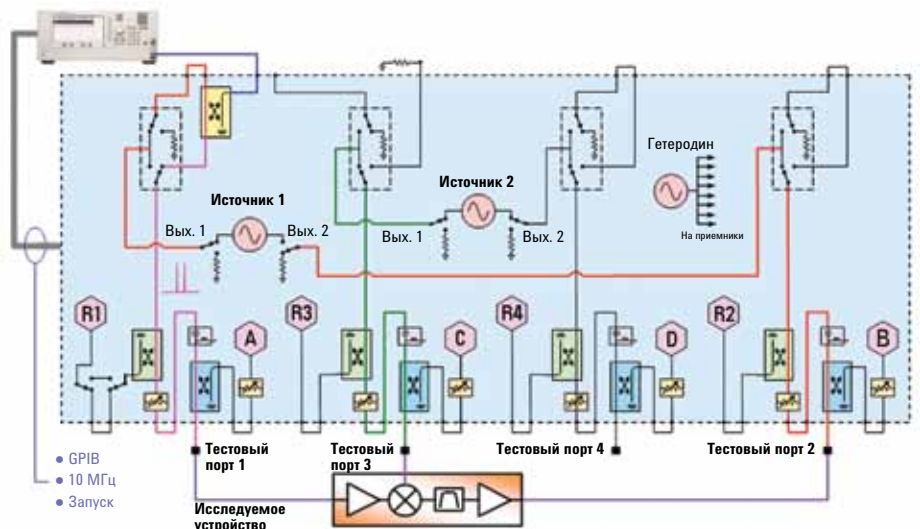 Гетеродин
Источник 1
Источник 2
Вых. 1
Вых. 2
Вых. 1
Вых. 2
На приемники
R1
A
R3
C
R4
D
R2
B
Тестовый
порт 1
Тестовый
порт 3
Тестовый порт 4
Тестовый порт 2
• GPIB
• 10 МГц
• Запуск
Исследуемое
устройство